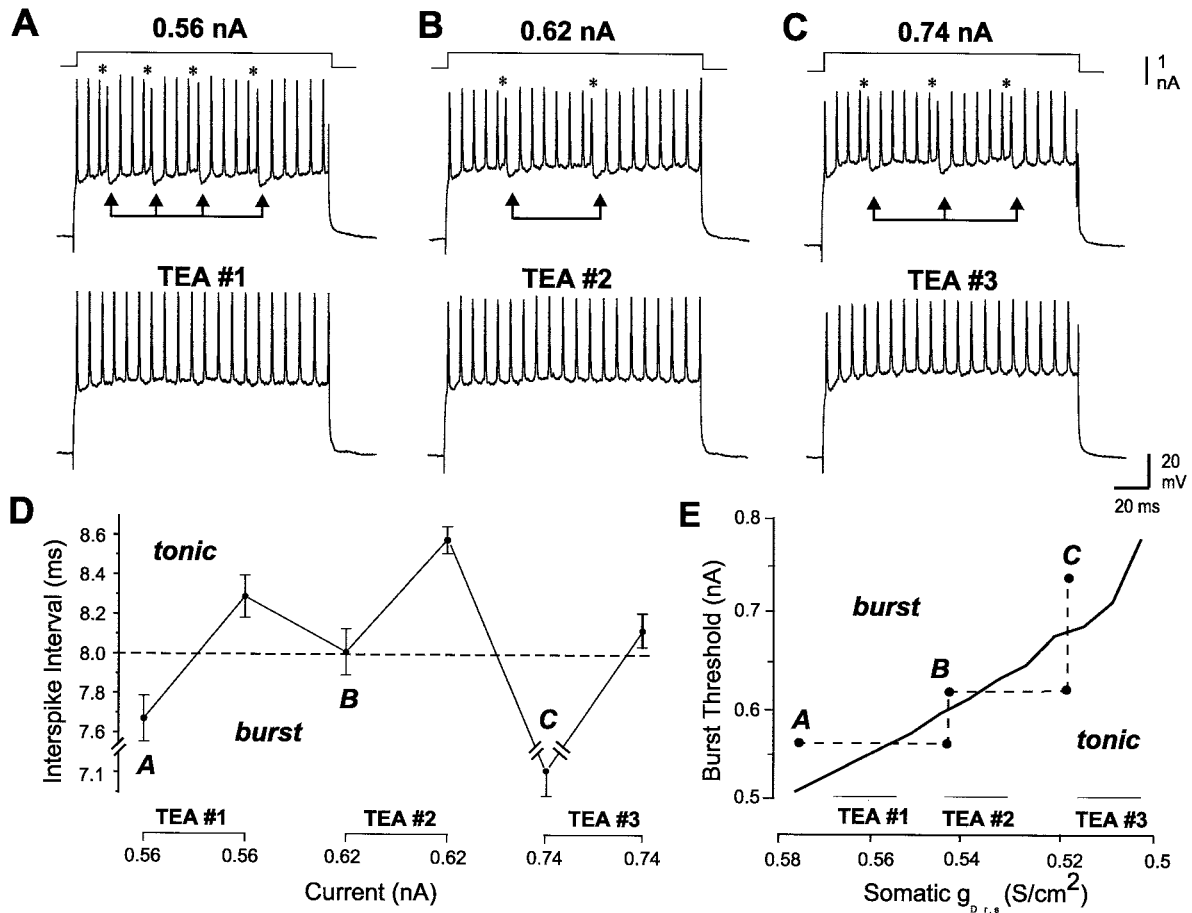 A
0.56 nA
B
0.62 nA
C
0.74 nA
1
nA
* * * *
* *
* * *
TEA #1
TEA #2
TEA #3
20
mV
20 ms
D
Interspike Interval (ms)
8.6
8.4
8.2
8.0
7.8
7.6
7.1
tonic
burst
A
B
C
TEA #1
TEA #2
TEA #3
0.56
0.56
0.62
0.62
0.74
0.74
Current (nA)
E
Burst Threshold (nA)
0.8
0.7
0.6
0.5
burst
tonic
A
B
C
TEA #1
TEA #2
TEA #3
0.58
0.56
0.54
0.52
0.5
Somatic g D r,s (S/cm²)